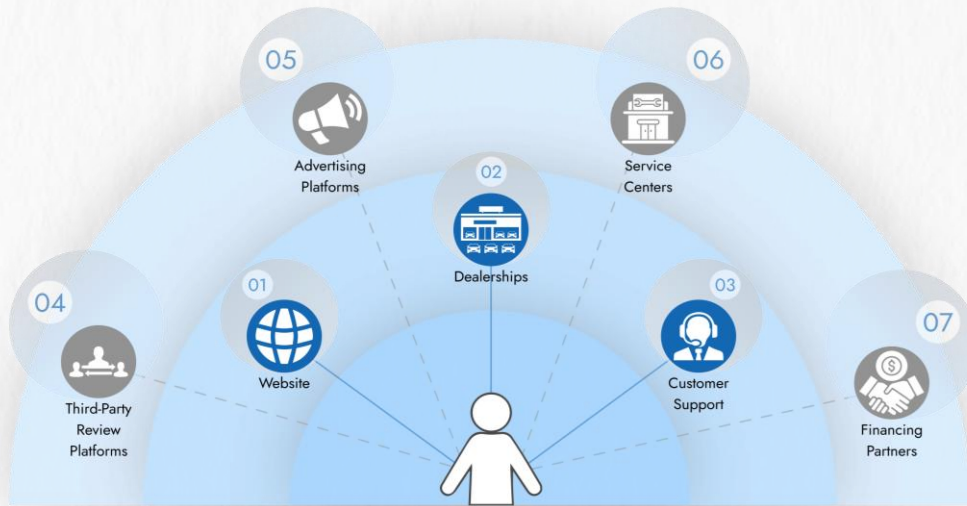 05
Advertising
Platforms
06
Service
Centers
02
Dealerships
01
Website
03
Customer
Support
04
Third-Party
Review
Platforms
07
Financing
Partners
$